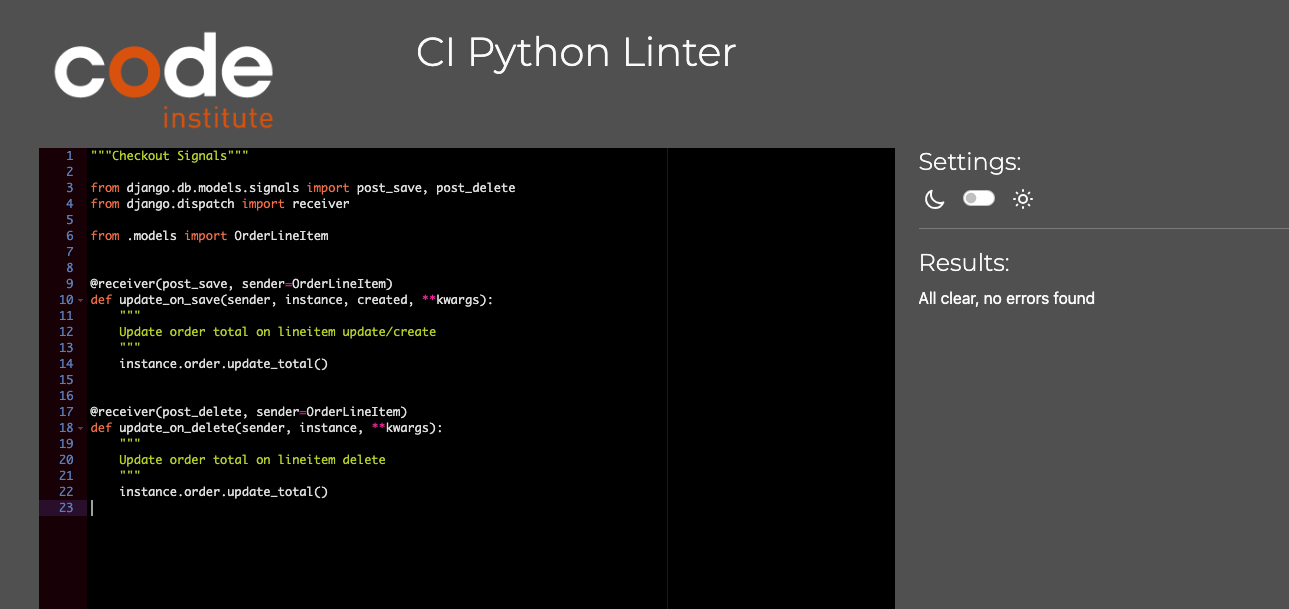 code
institute
CI Python Linter
1 """Checkout Signals"""
2
3 from django.db.models.signals import post_save, post_delete
4 from django.dispatch import receiver
5
6 from .models import OrderLineItem
7
8
9 @receiver(post_save, sender=OrderLineItem)
10 def update_on_save(sender, instance, created, **kwargs):
11     """
12     Update order total on lineitem update/create
13     """
14     instance.order.update_total()
15
16
17 @receiver(post_delete, sender=OrderLineItem)
18 def update_on_delete(sender, instance, **kwargs):
19     """
20     Update order total on lineitem delete
21     """
22     instance.order.update_total()
23
Settings:
Results:
All clear, no errors found